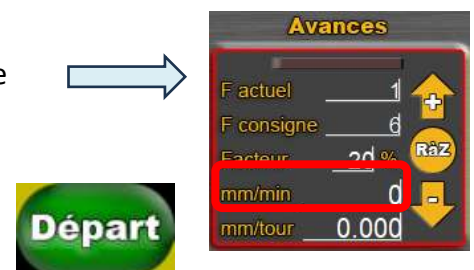 Avances
e
F actuel 1
F consigne 6
Facteur 20 %
mm/min 0
mm/tour 0.000
+
RàZ
-
Départ